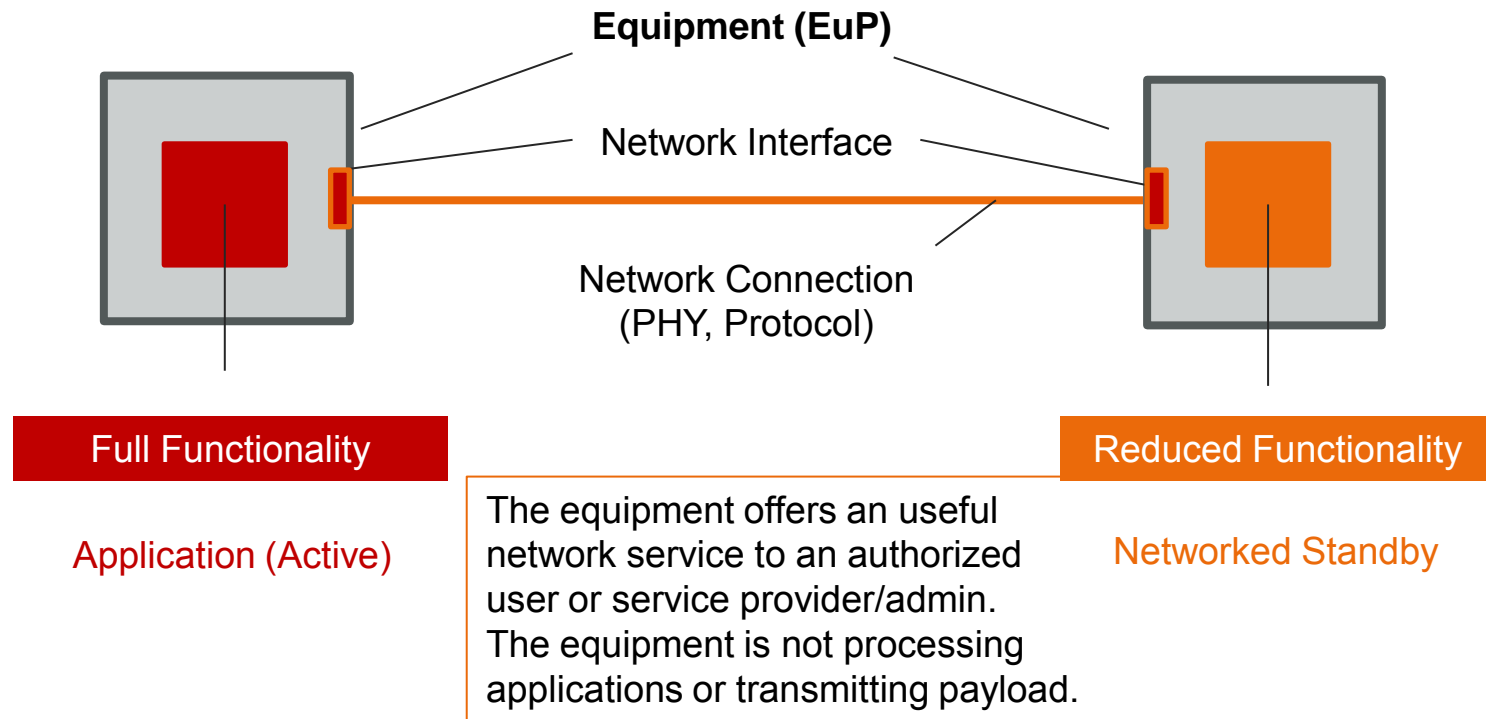 Equipment (EuP)
Network Interface
Network Connection
(PHY, Protocol)
Full Functionality
Reduced Functionality
Application (Active)
The equipment offers an useful
network service to an authorized
user or service provider/admin.
The equipment is not processing
applications or transmitting payload.
Networked Standby